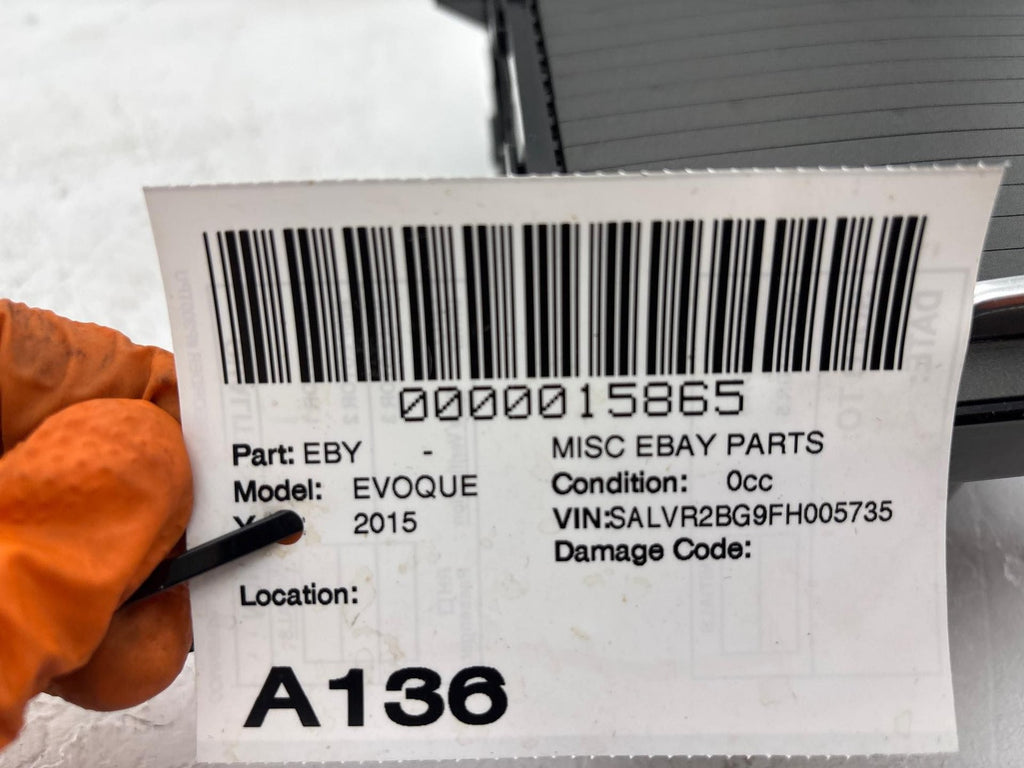 0000015865
Part: EBY - MISC EBAY PARTS
Model: EVOQUE Condition: 0cc
2015 VIN:SALVR2BG9FH005735
Damage Code:
Location:
A136